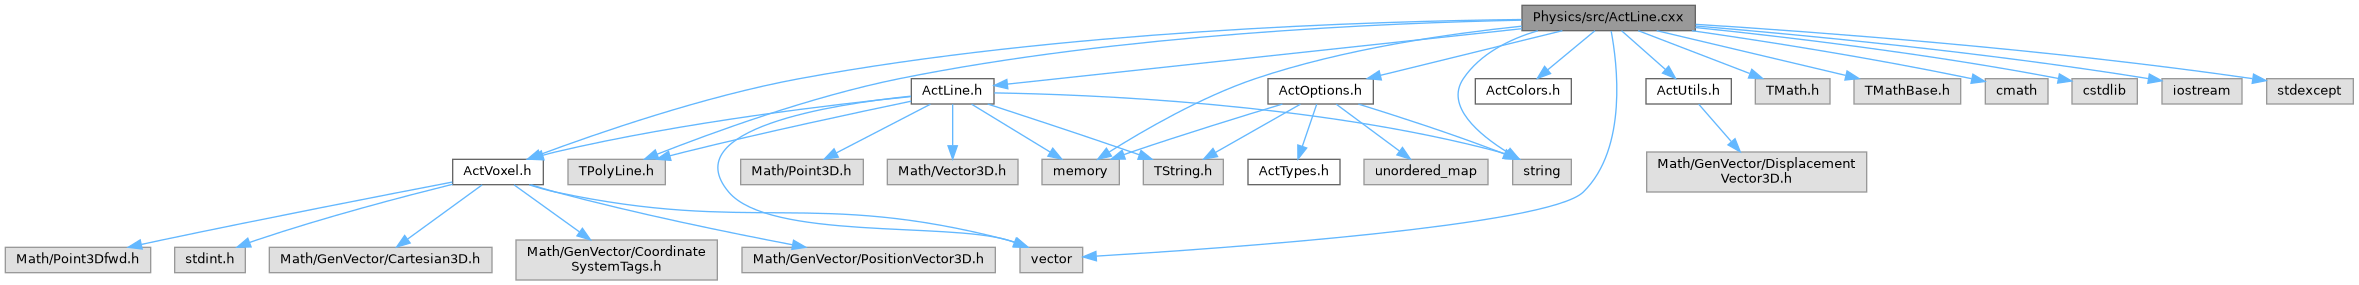 Physics/src/ActLine.cxx
ActLine.h
ActOptions.h
ActColors.h
ActUtils.h
TMath.h
TMathBase.h
cmath
cstdlib
iostream
stdexcept
ActVoxel.h
TPolyLine.h
Math/Point3D.h
Math/Vector3D.h
memory
TString.h
ActTypes.h
unordered_map
string
Math/GenVector/Displacement
Vector3D.h
Math/Point3Dfwd.h
stdint.h
Math/GenVector/Cartesian3D.h
Math/GenVector/Coordinate
SystemTags.h
Math/GenVector/PositionVector3D.h
vector